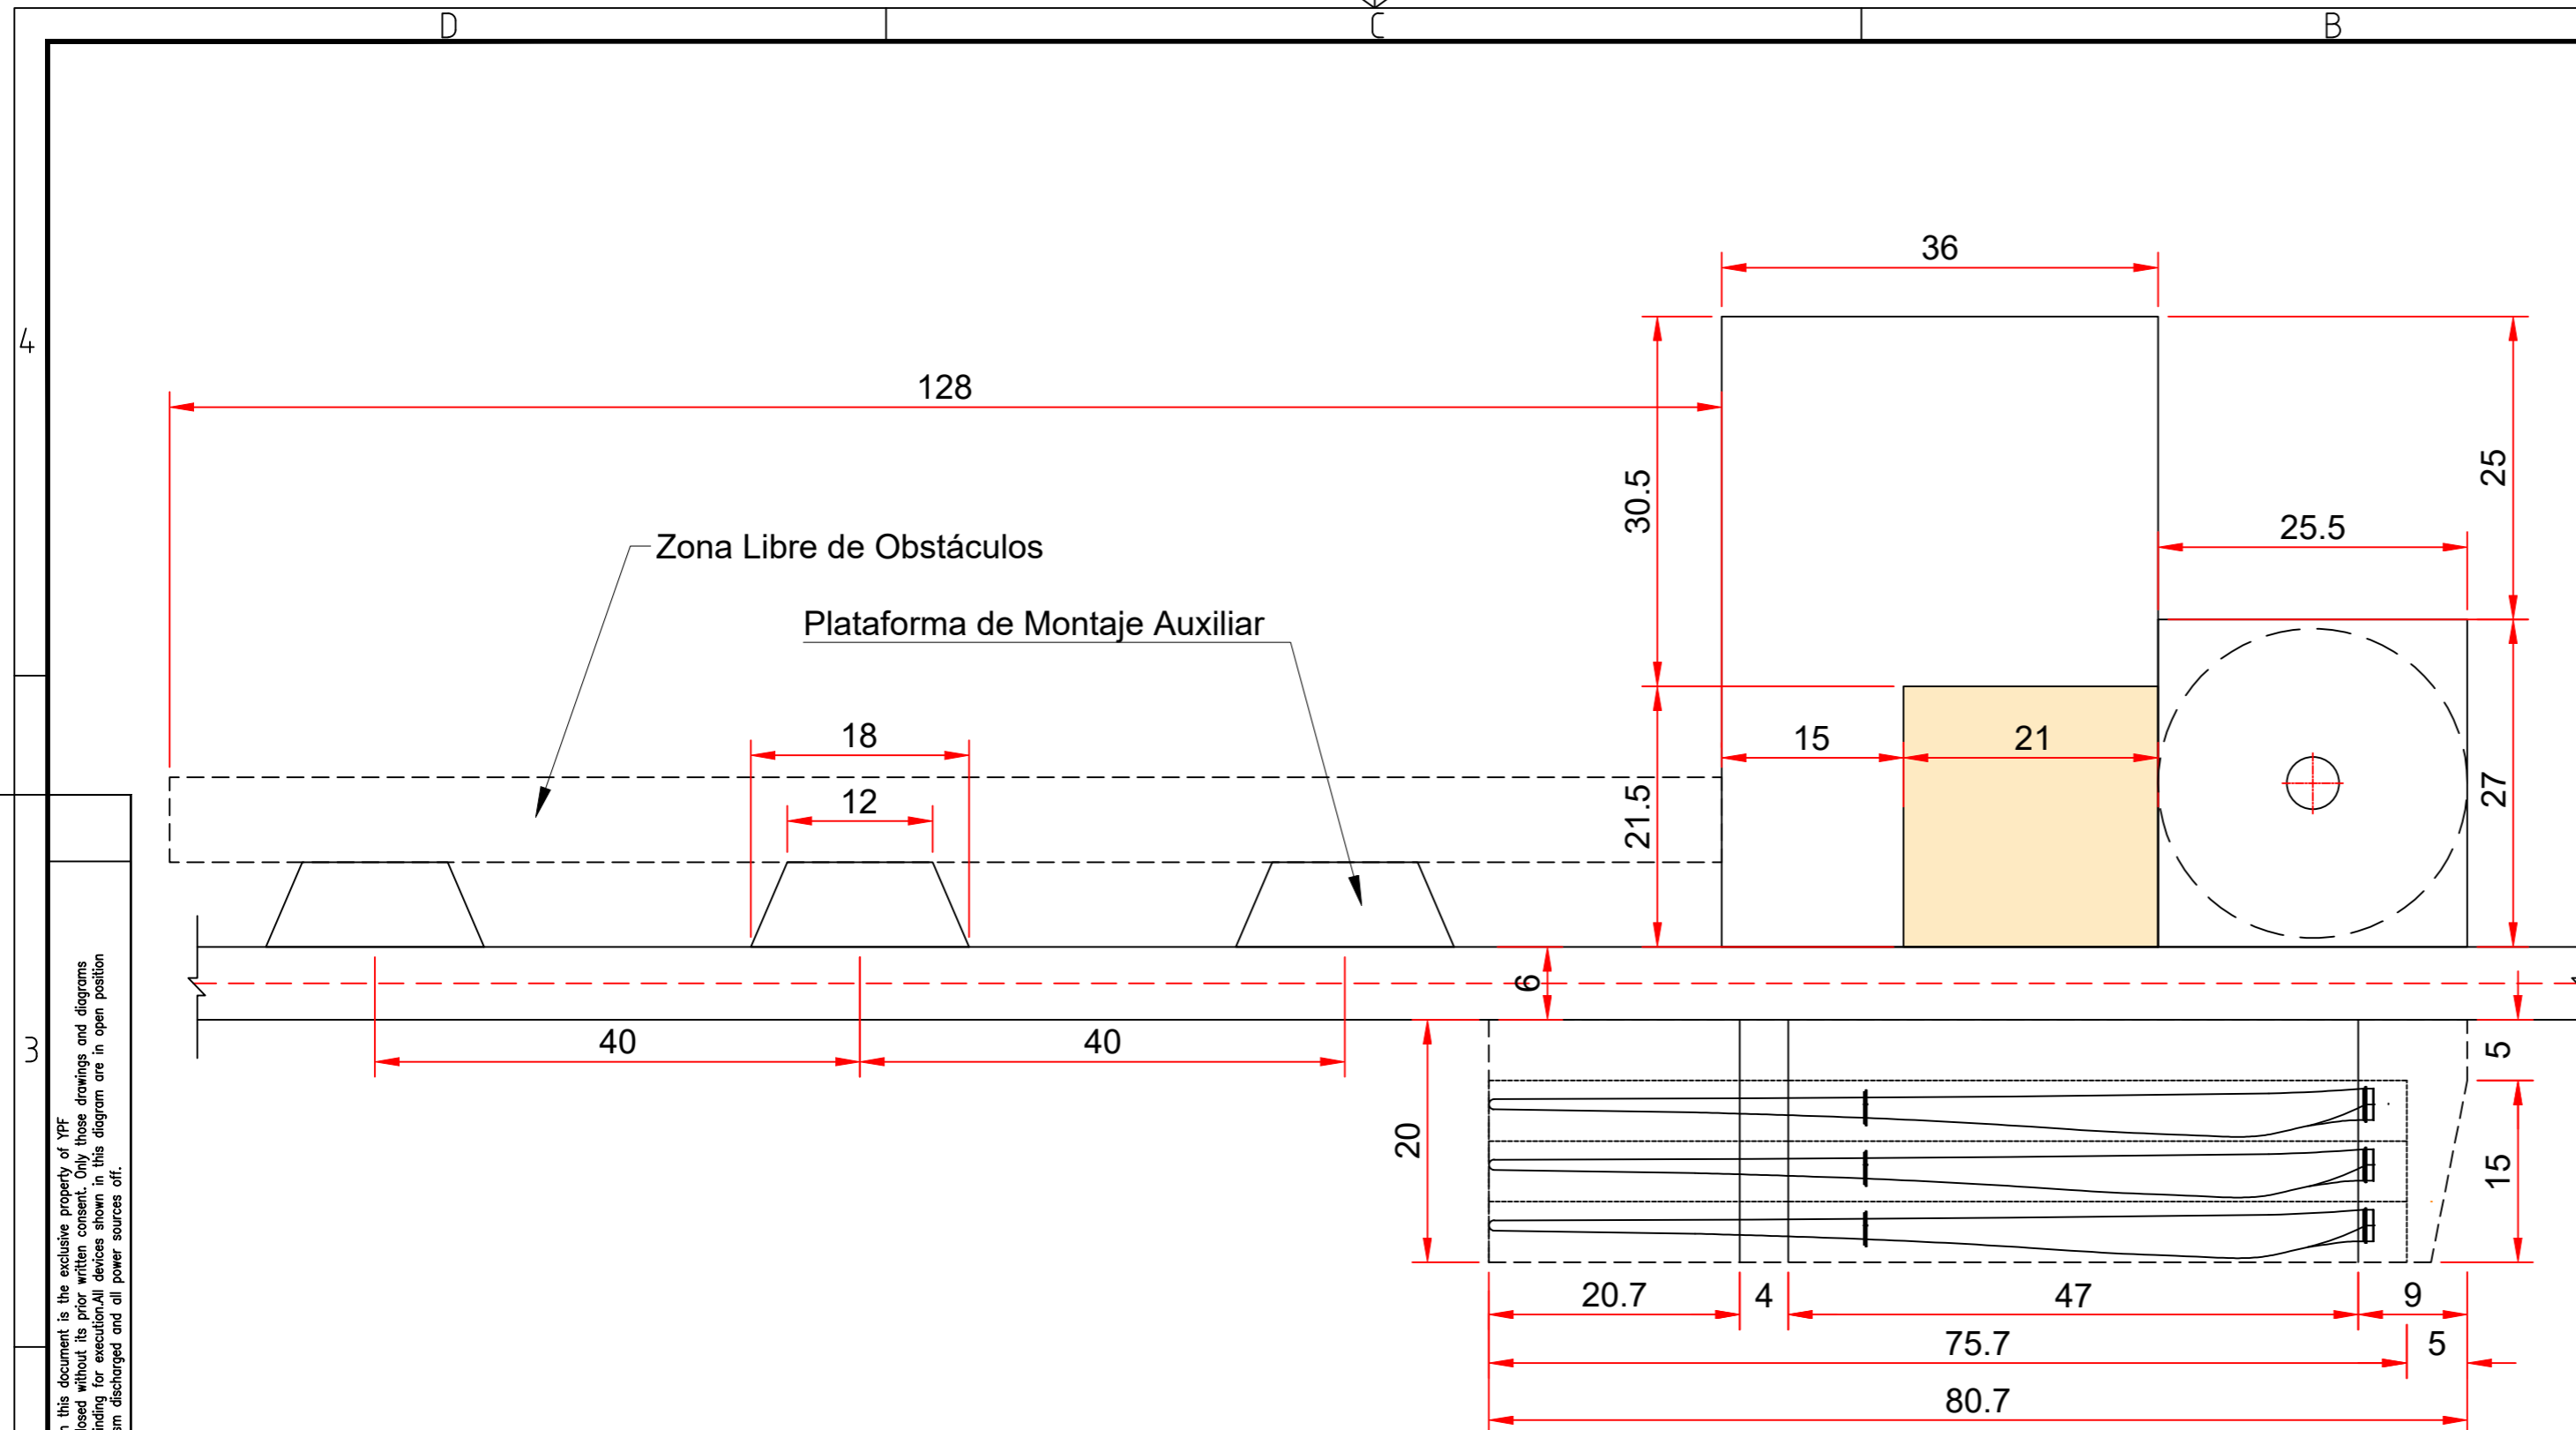 D
C
B
4
36
128
30.5
25
25.5
Zona Libre de Obstáculos
Plataforma de Montaje Auxiliar
18
15
21
12
21.5
27
6
3
40
40
5
20
15
20.7
4
47
9
75.7
5
80.7
this document is the exclusive property of YPF
without its prior written consent. Only those drawings and diagrams
for execution.All devices shown in this diagram are in open position
discharged and all power sources off.